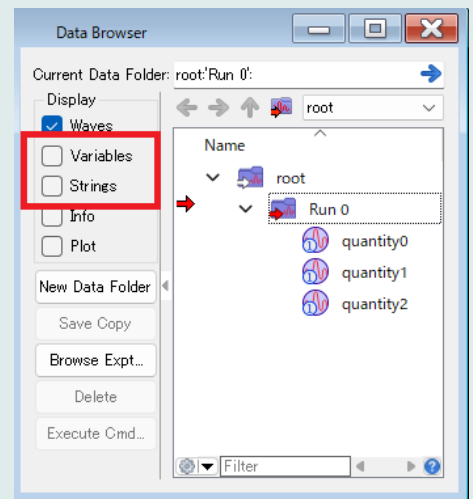 Data Browser
Current Data Folder: root:'Run 0':
Display
Waves
Variables
Strings
Info
Plot
New Data Folder
Save Copy
Browse Expt...
Delete
Execute Cmd...
root
Name
root
Run 0
quantity0
quantity1
quantity2
Filter